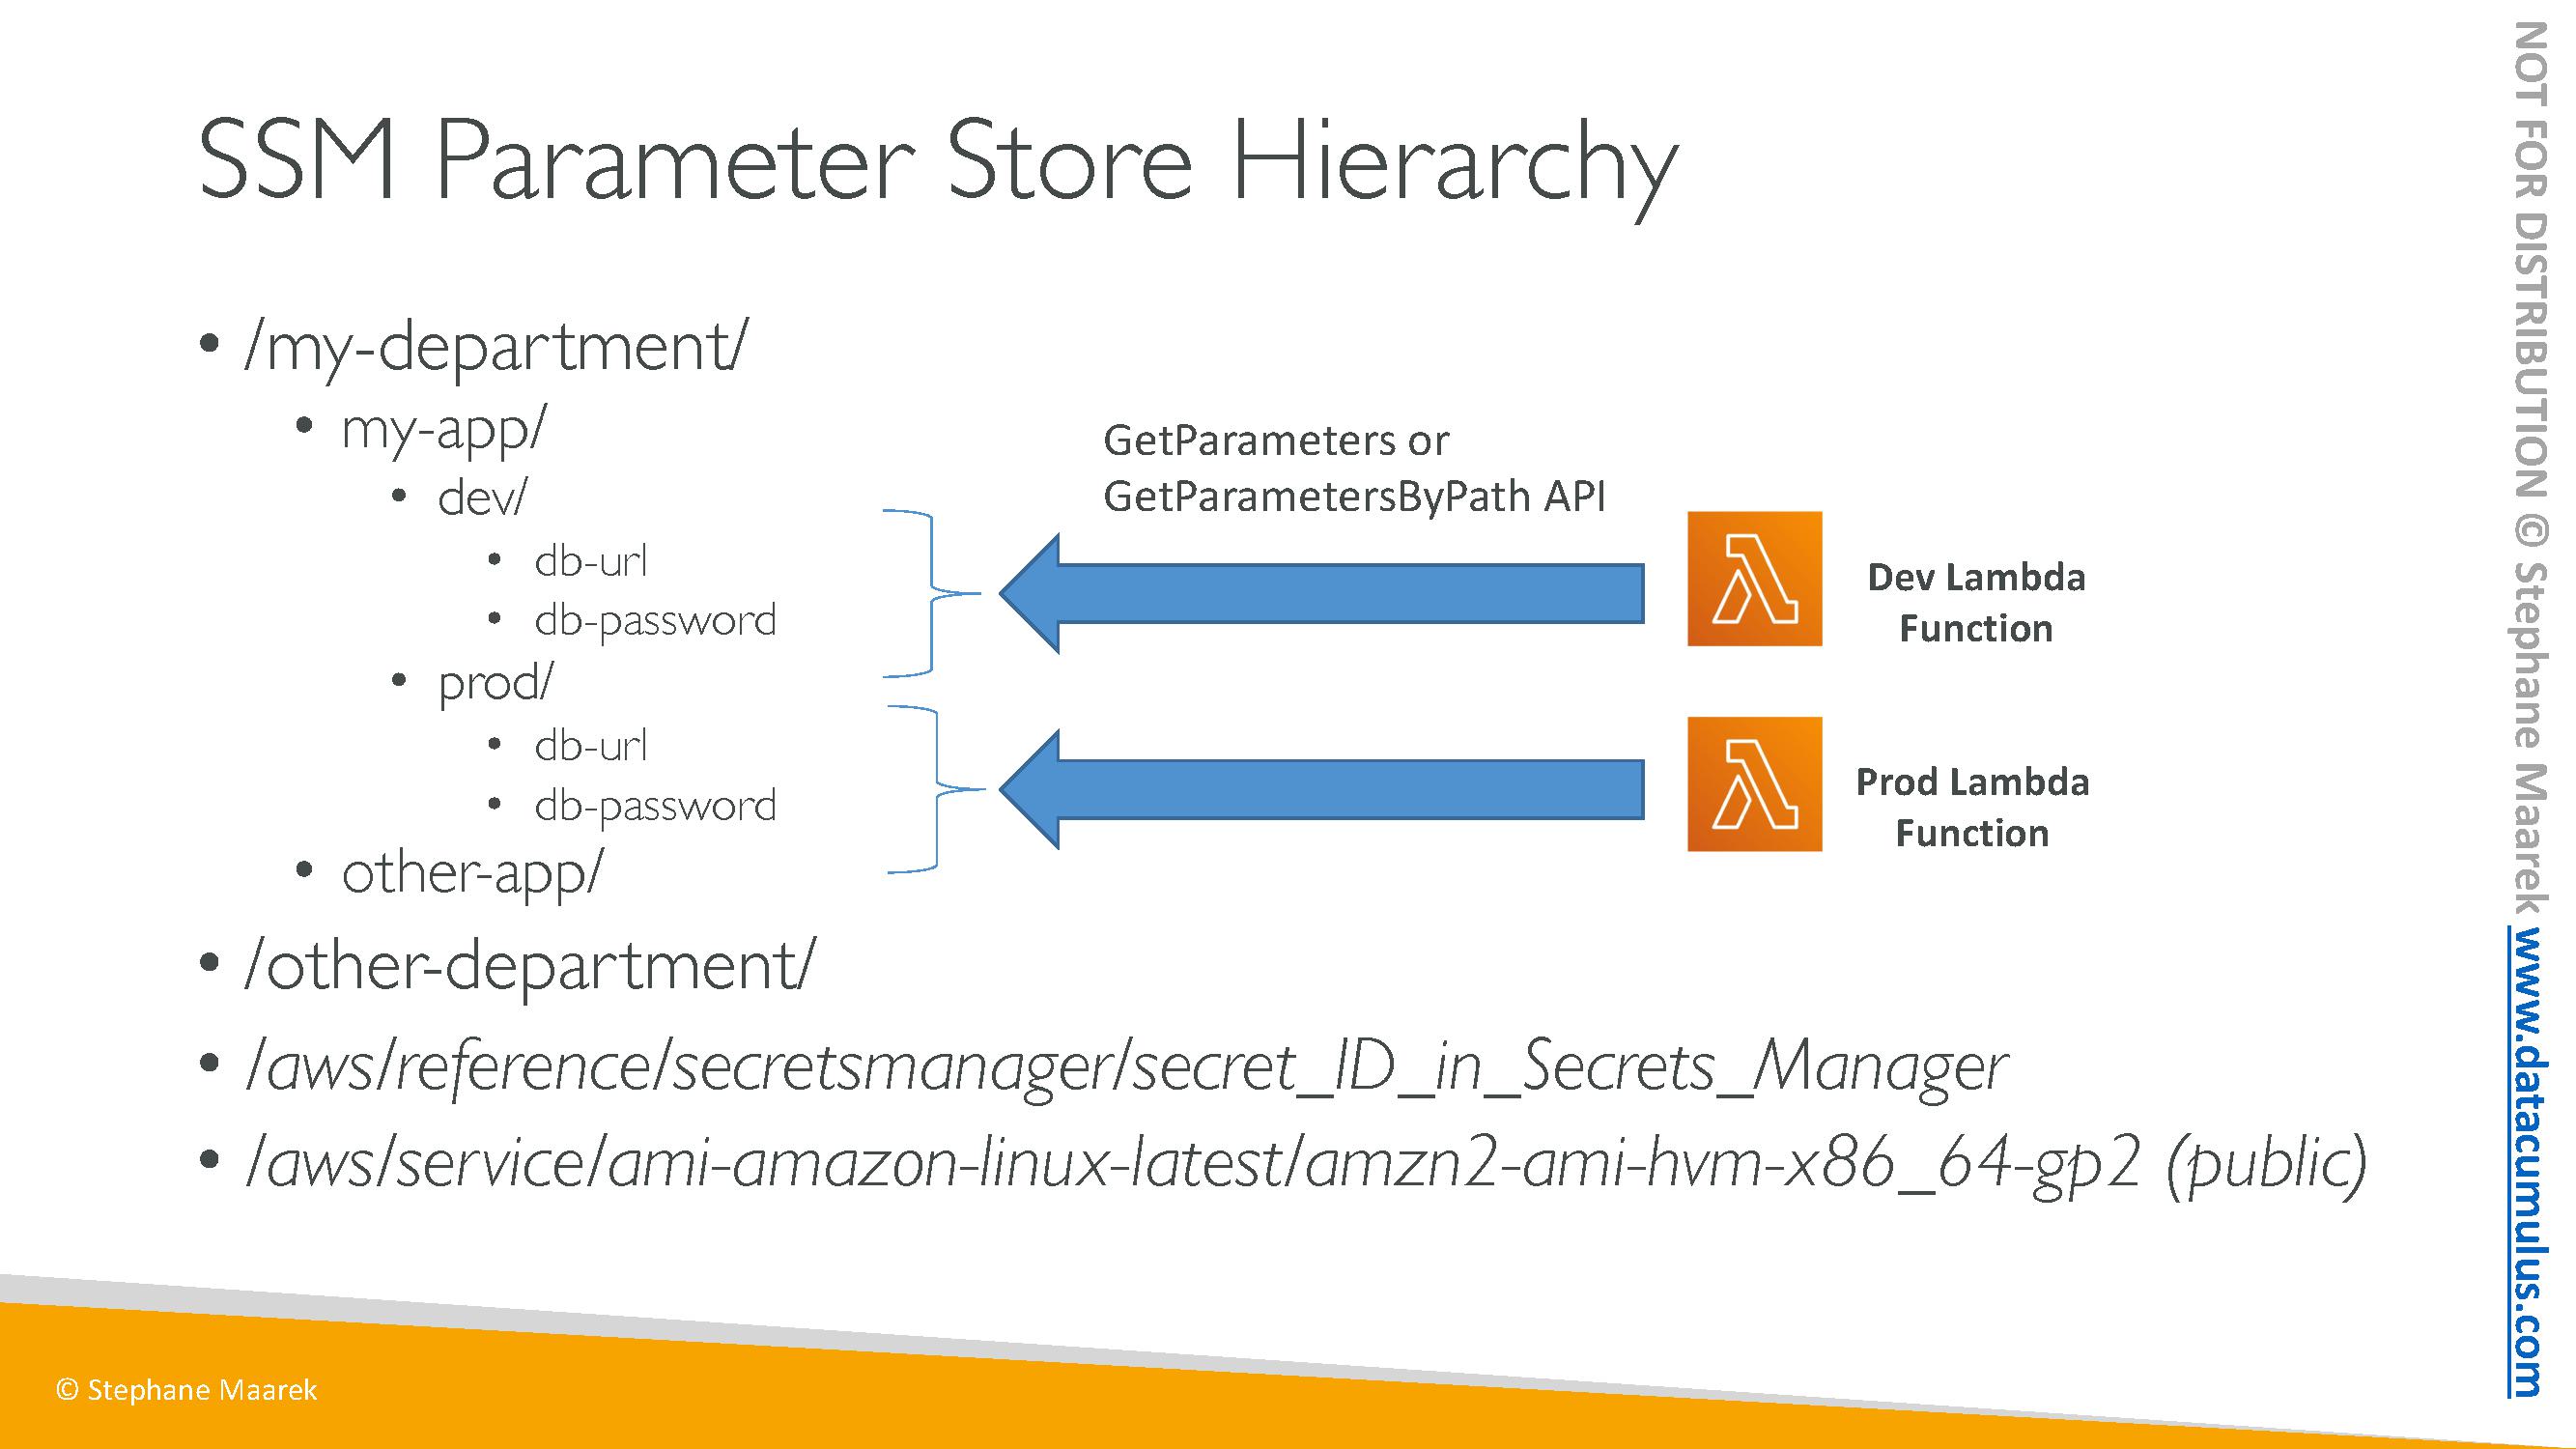 SSM Parameter Store Hierarchy
• /my-department/
• my-app/
• dev/
• db-url
• db-password
• prod/
• db-url
• db-password
• other-app/
• /other-department/
• /aws/reference/secretsmanager/secret_ID_in_Secrets_Manager
• /aws/service/ami-amazon-linux-latest/amzn2-ami-hvm-x86_64-gp2 (public)
GetParameters or
GetParametersByPath API
Dev Lambda
Function
Prod Lambda
Function
© Stephane Maarek
NOT FOR DISTRIBUTION © Stephane Maarek www.datacumulus.com